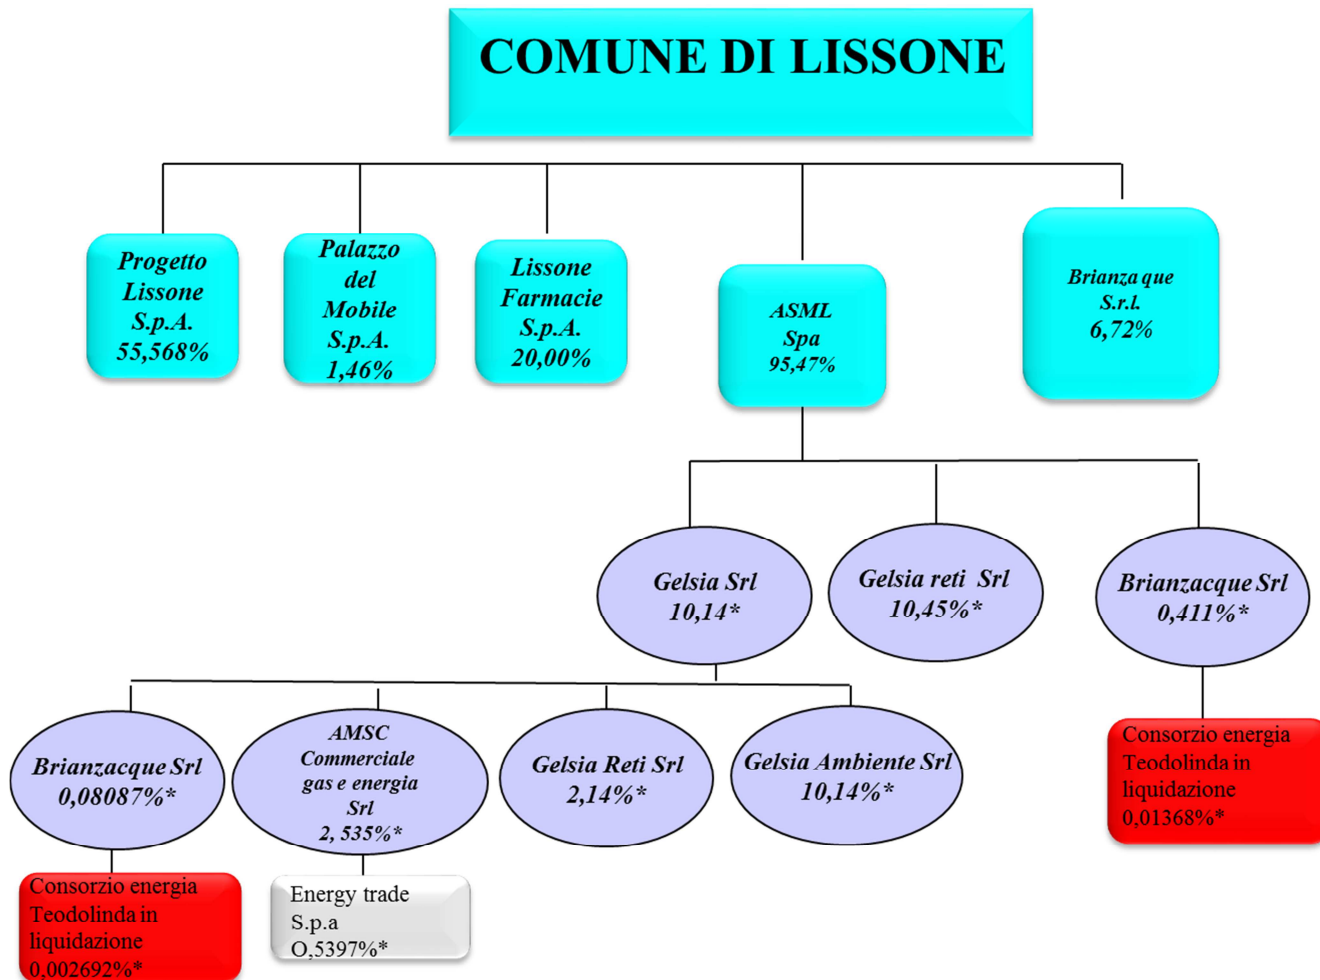 COMUNE DI LISSONE
Progetto
Lissone
S.p.A.
55,568%
Palazzo
del
Mobile
S.p.A.
1,46%
Lissone
Farmacie
S.p.A.
20,00%
ASML
Spa
95,47%
Brianza que
S.r.l.
6,72%
Gelsia Srl
10,14*
Gelsia reti Srl
10,45%*
Brianzacque Srl
0,411%*
Brianzacque Srl
0,08087%*
AMSC
Commerciale
gas e energia
Srl
2, 535%*
Gelsia Reti Srl
2,14%*
Gelsia Ambiente Srl
10,14%*
Consorzio energia
Teodolinda in
liquidazione
0,01368%*
Consorzio energia
Teodolinda in
liquidazione
0,002692%*
Energy trade
S.p.a
O,5397%*